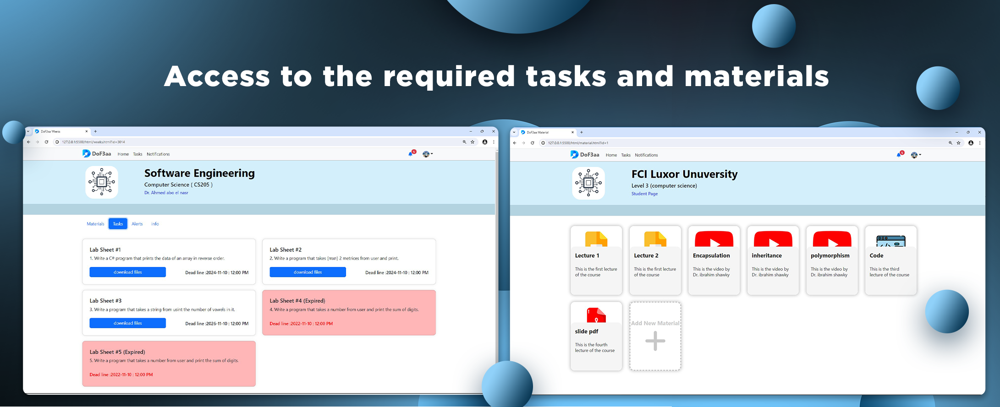 Access to the required tasks and materials
DoF3aa Weeks
127.0.0.1:5500/html/weeks.html?id=3014
DoF3aa Home Tasks Notifications
5
Software Engineering
Computer Science ( CS205 )
Dr. Ahmed abo el nasr
Materials Tasks Alerts info
Lab Sheet #1
1. Write a C# program that prints the data of an array in reverse order.
download files Dead line :2024-11-10 : 12:00 PM
Lab Sheet #2
2. Write a program that takes (mxn) 2 metrices from user and print.
download files Dead line :2024-11-10 : 12:00 PM
Lab Sheet #3
3. Write a program that takes a string from usint the number of vowels in it.
download files Dead line :2026-11-10 : 12:00 PM
Lab Sheet #4 (Expired)
4. Write a program that takes a number from user and print the sum of digits.
Dead line :2022-11-10 : 12:00 PM
Lab Sheet #5 (Expired)
5. Write a program that takes a number from user and print the sum of digits.
Dead line :2022-11-10 : 12:00 PM
DoF3aa Material
127.0.0.1:5500/html/material.html?id=1
DoF3aa Home Tasks Notifications
5
FCI Luxor Unuversity
Level 3 (computer science)
Student Page
Lecture 1
This is the first lecture
of the course
Lecture 2
This is the first lecture
of the course
Encapsulation
This is the video by
Dr. ibrahim shawky
inheritance
This is the video by
Dr. ibrahim shawky
polymorphism
This is the video by
Dr. ibrahim shawky
Code
This is the third
lecture of the course
slide pdf
This is the fourth
lecture of the course
Add New Material